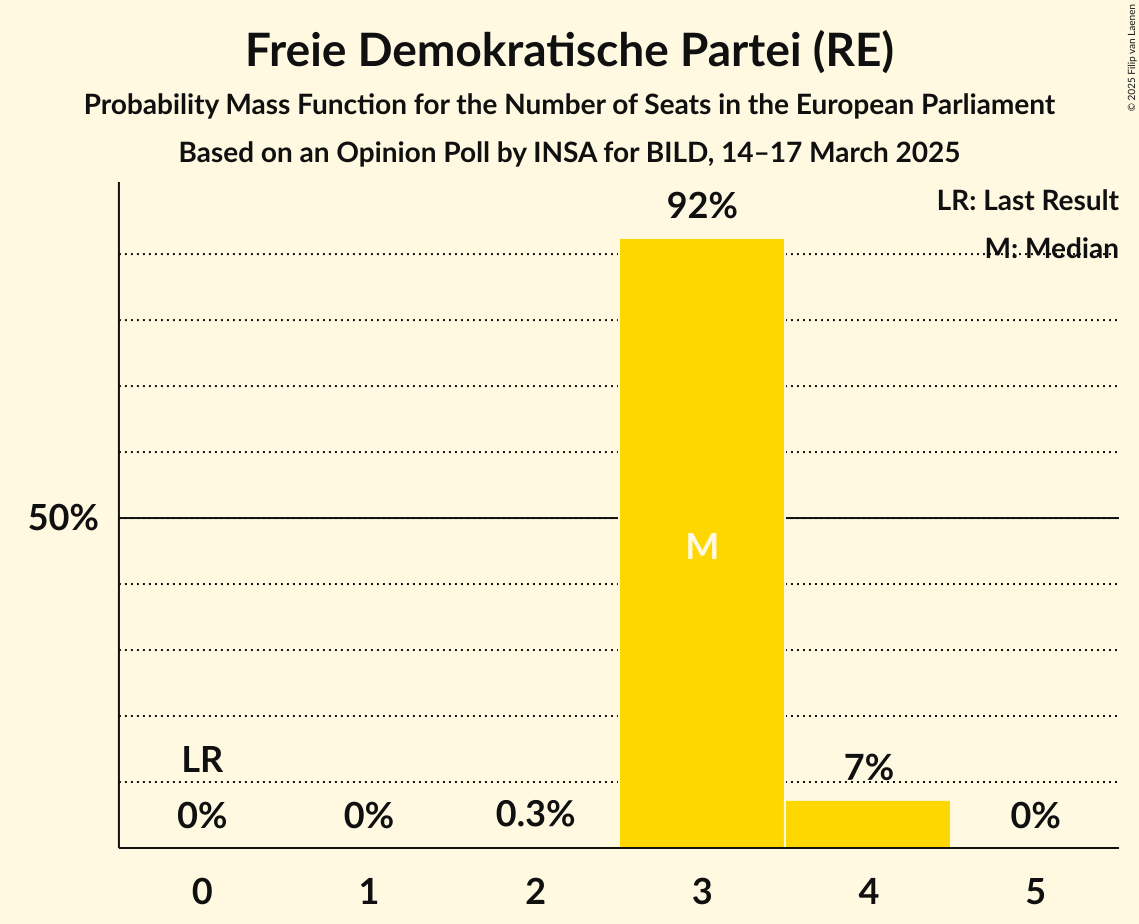 Freie Demokratische Partei (RE)
Probability Mass Function for the Number of Seats in the European Parliament
Based on an Opinion Poll by INSA for BILD, 14–17 March 2025
© 2025 Filip van Laenen
LR: Last Result
M: Median
92%
50%
M
LR
7%
0%
0%
0.3%
0%
0
1
2
3
4
5